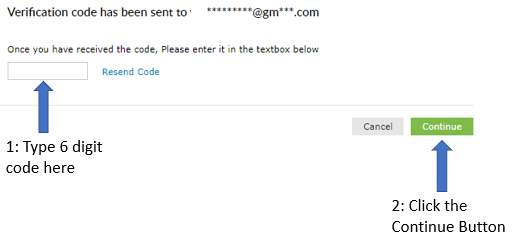 Verification code has been sent to *********@gm***.com
Once you have received the code, Please enter it in the textbox below
Resend Code
Cancel Continue
1: Type 6 digit
code here
2: Click the
Continue Button